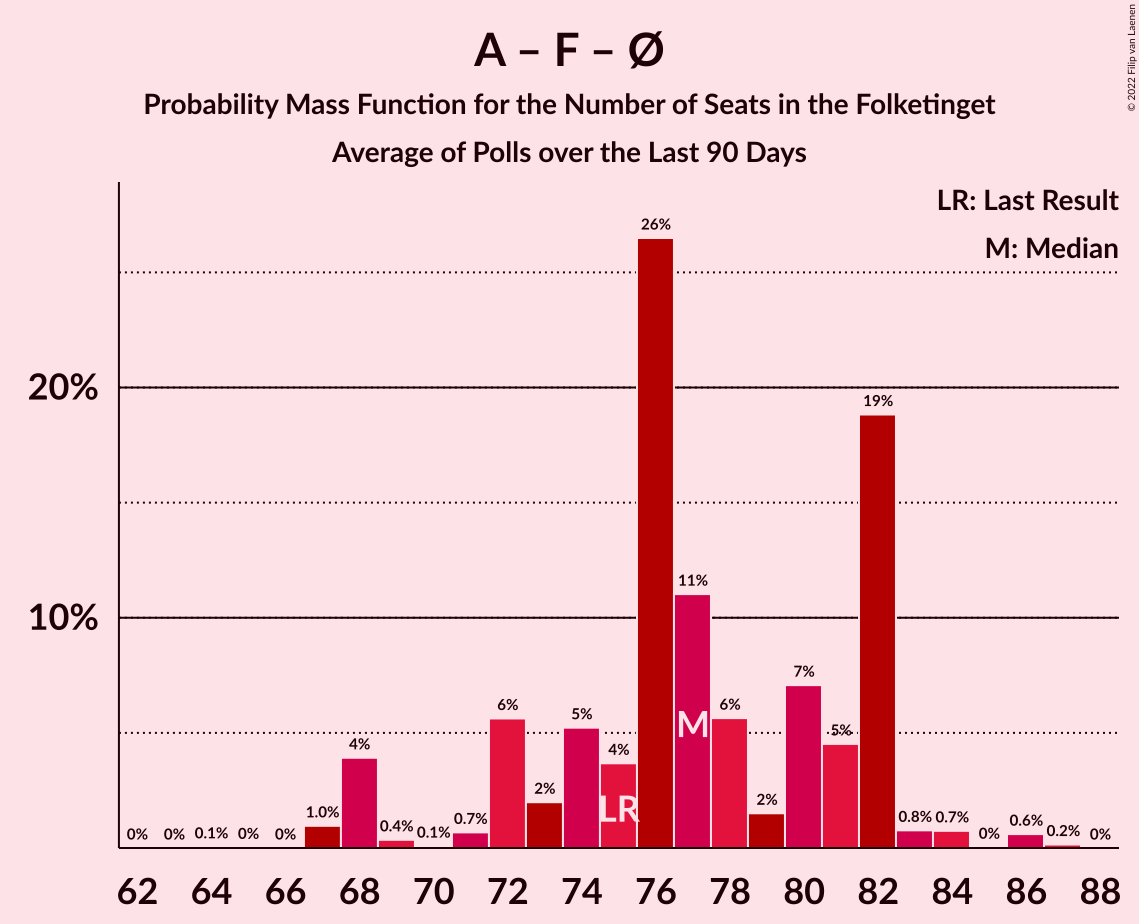 A – F – Ø
Probability Mass Function for the Number of Seats in the Folketinget
Average of Polls over the Last 90 Days
© 2022 Filip van Laenen
LR: Last Result
M: Median
20%
10%
0% 0% 0.1% 0% 0% 1.0% 4% 0.4% 0.1% 0.7% 6% 2% 5% 4% 26% 11% 6% 2% 7% 5% 19% 0.8% 0.7% 0% 0.6% 0.2% 0%
LR M
62 64 66 68 70 72 74 76 78 80 82 84 86 88